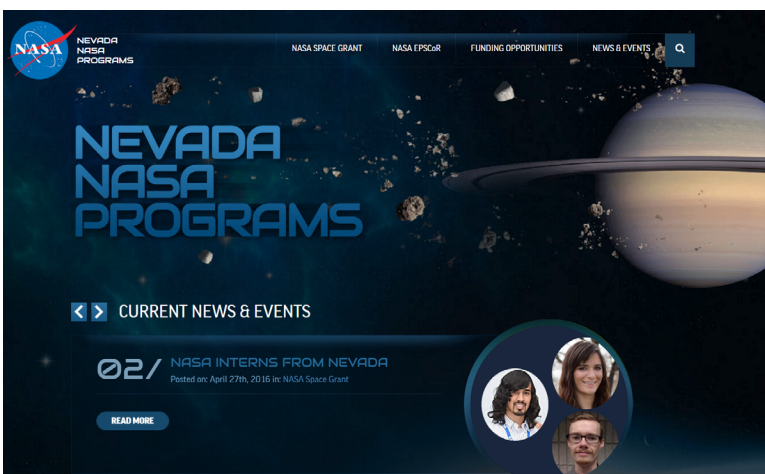 NASA
NEVADA
NASA
PROGRAMS
NASA SPACE GRANT
NASA EPSCoR
FUNDING OPPORTUNITIES
NEWS & EVENTS
NEVADA
NASA
PROGRAMS
CURRENT NEWS & EVENTS
02/
NASA INTERNS FROM NEVADA
Posted on: April 27th, 2016 in: NASA Space Grant
READ MORE